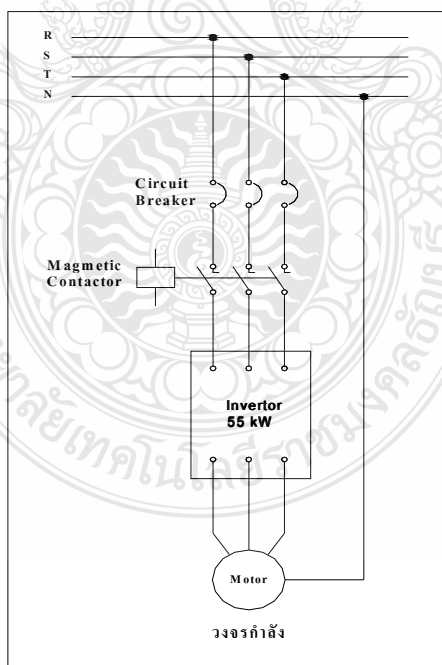 R
S
T
N
Circuit
Breaker
Magmetic
Contactor
Invertor
55 kW
Motor
วงจรกำลัง